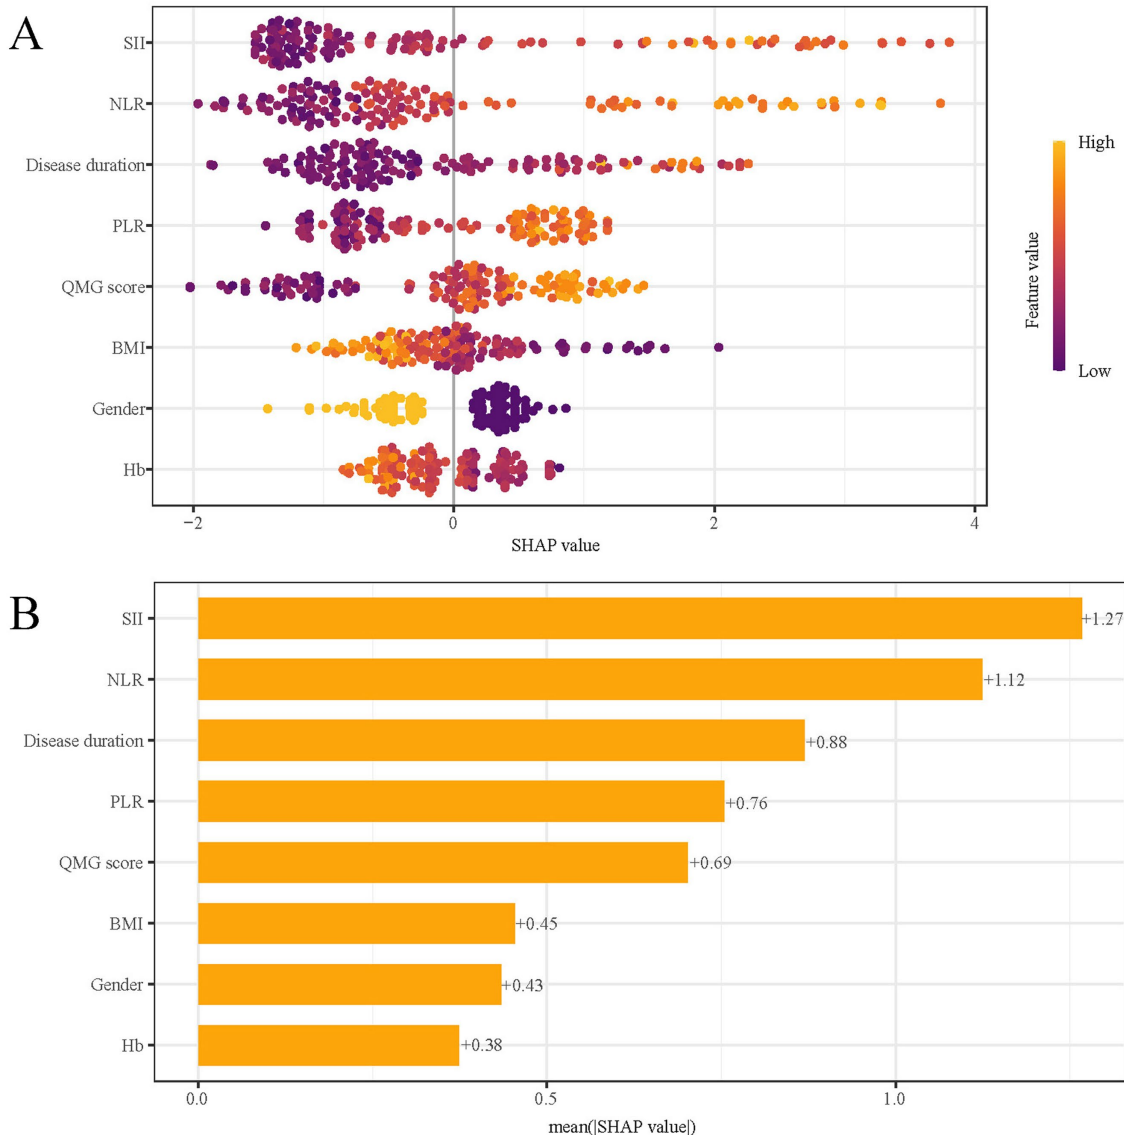 A
SII
NLR
Disease duration
PLR
QMG score
BMI
Gender
Hb
−2
0
2
4
SHAP value
High
Feature value
Low
B
SII
+1.27
NLR
+1.12
Disease duration
+0.88
PLR
+0.76
QMG score
+0.69
BMI
+0.45
Gender
+0.43
Hb
+0.38
0.0
0.5
1.0
mean(|SHAP value|)